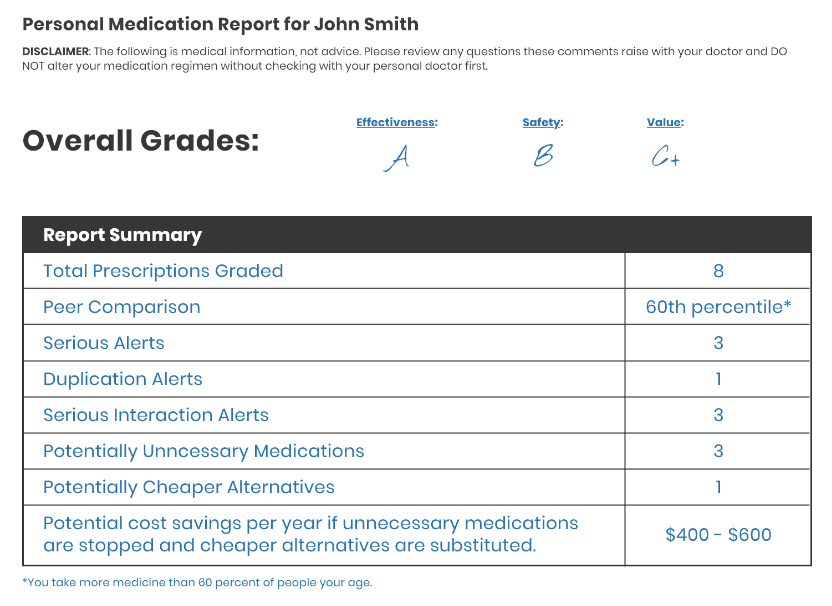 Personal Medication Report for John Smith
DISCLAIMER: The following is medical information, not advice. Please review any questions these comments raise with your doctor and DO
NOT alter your medication regimen without checking with your personal doctor first.
Overall Grades:
Effectiveness: Safety: Value:
A B C+
Report Summary
Total Prescriptions Graded 8
Peer Comparison 60th percentile*
Serious Alerts 3
Duplication Alerts 1
Serious Interaction Alerts 3
Potentially Unncessary Medications 3
Potentially Cheaper Alternatives 1
Potential cost savings per year if unnecessary medications
are stopped and cheaper alternatives are substituted. $400 - $600
*You take more medicine than 60 percent of people your age.